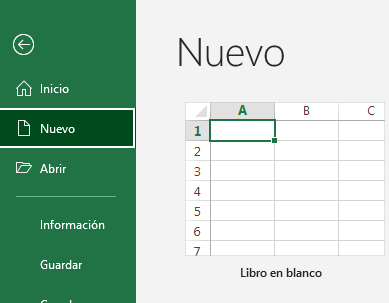 Inicio
Nuevo
Abrir
Información
Guardar
Nuevo
A B C
1
2
3
4
5
6
7
Libro en blanco